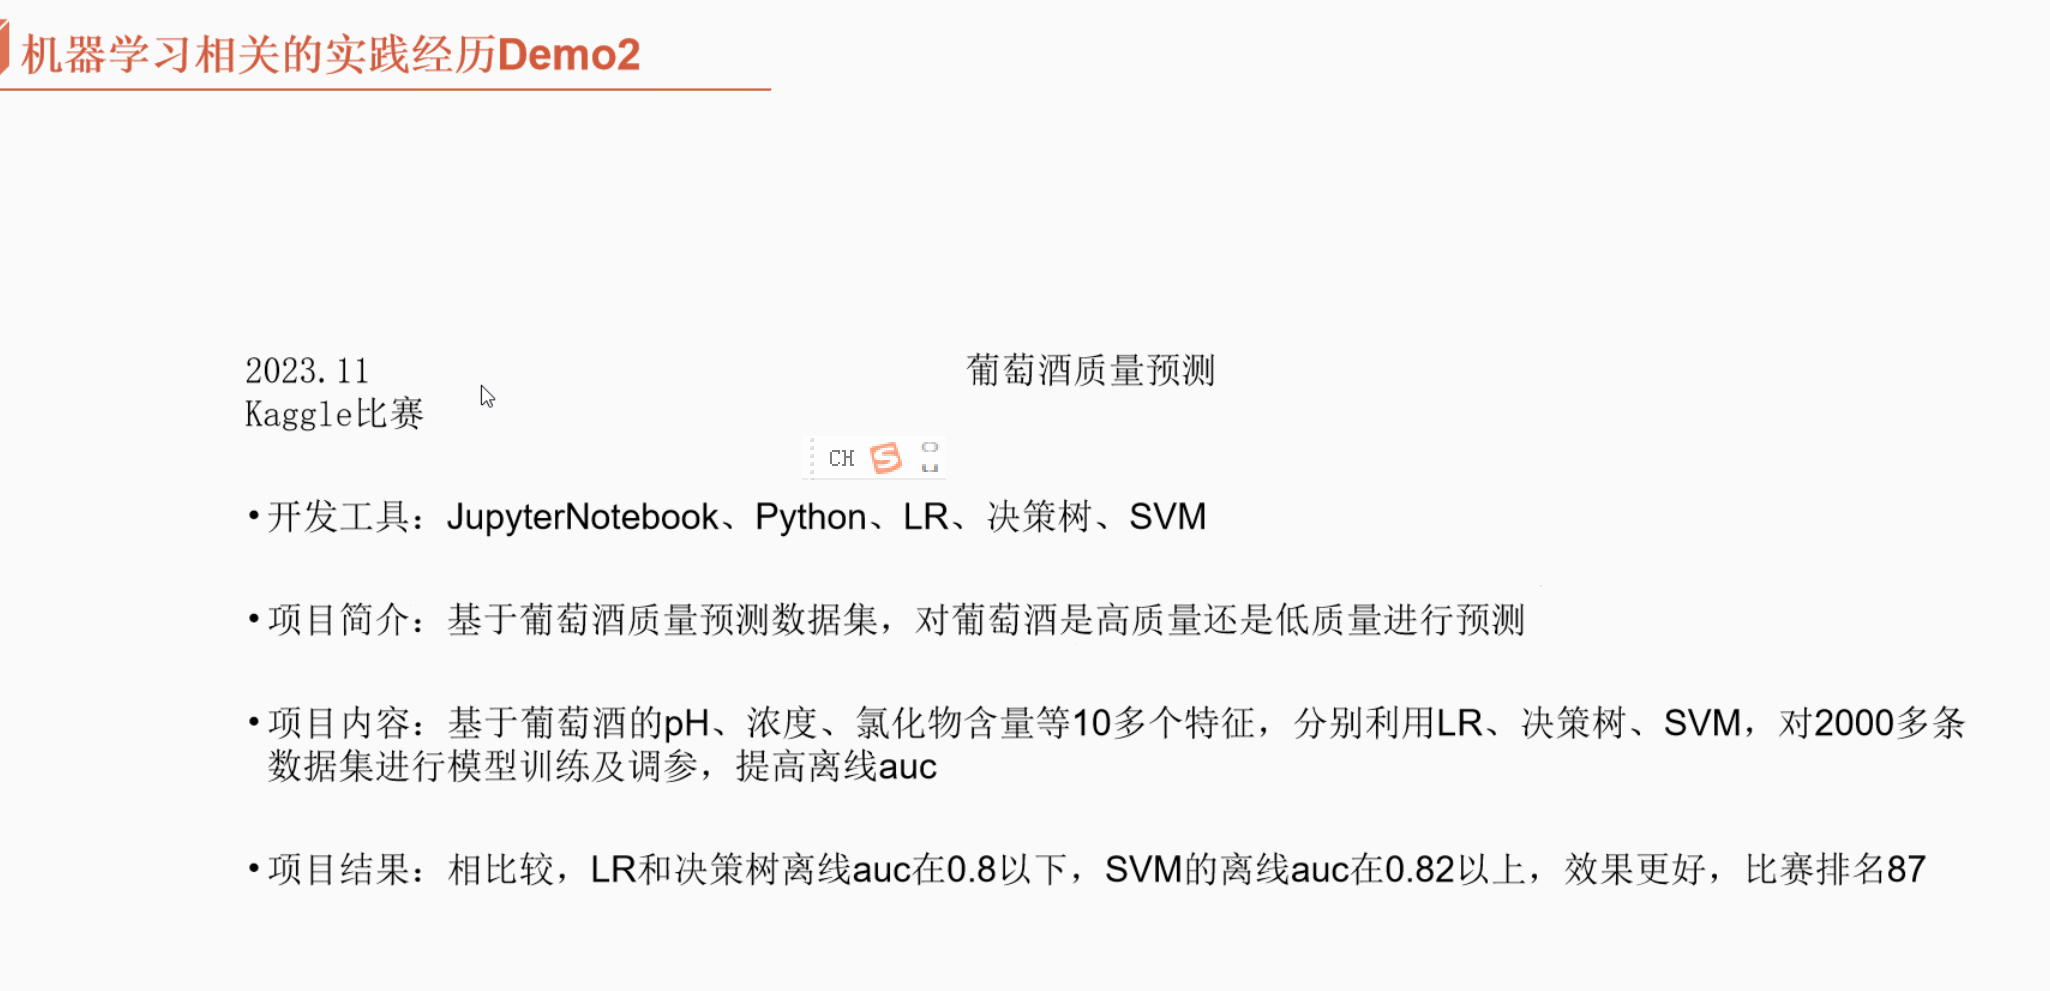 机器学习相关的实践经历Demo2
2023.11 葡萄酒质量预测
Kaggle比赛
CH
•开发工具：JupyterNotebook、Python、LR、决策树、SVM
•项目简介：基于葡萄酒质量预测数据集，对葡萄酒是高质量还是低质量进行预测
•项目内容：基于葡萄酒的pH、浓度、氯化物含量等10多个特征，分别利用LR、决策树、SVM，对2000多条
数据集进行模型训练及调参，提高离线auc
•项目结果：相比较，LR和决策树离线auc在0.8以下，SVM的离线auc在0.82以上，效果更好，比赛排名87